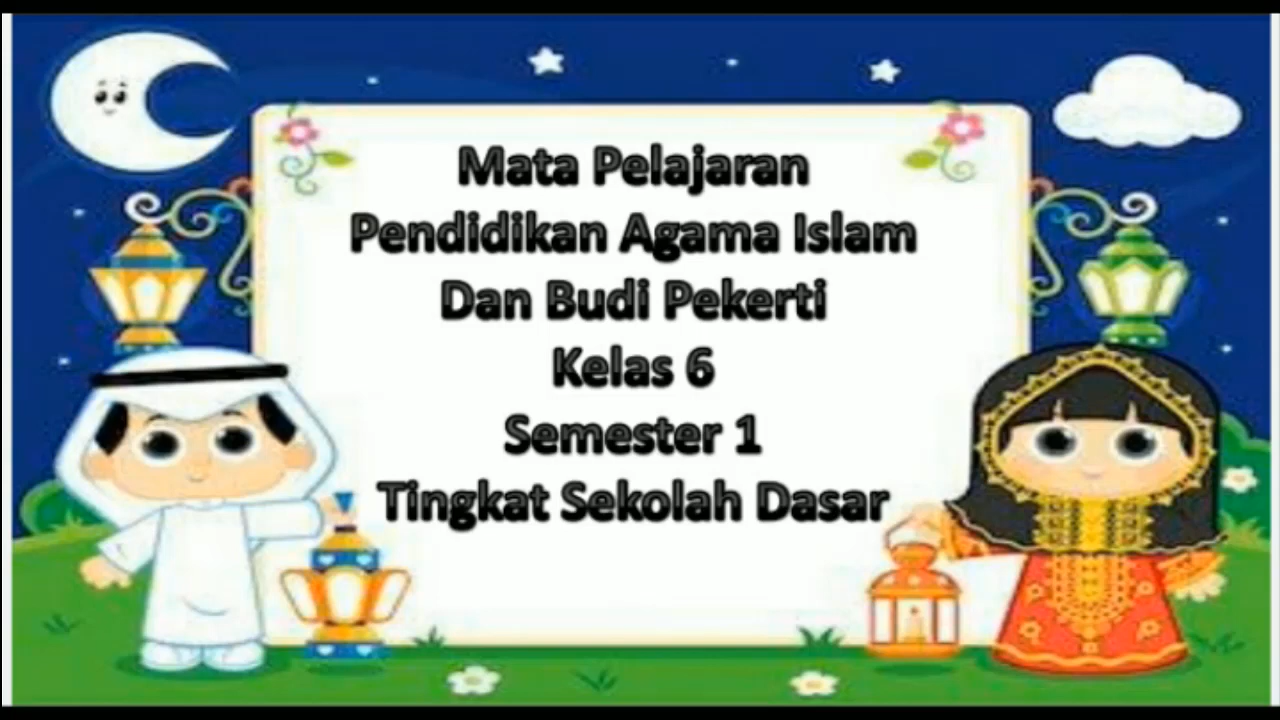 Mata Pelajaran
Pendidikan Agama Islam
Dan Budi Pekerti
Kelas 6
Semester 1
Tingkat Sekolah Dasar